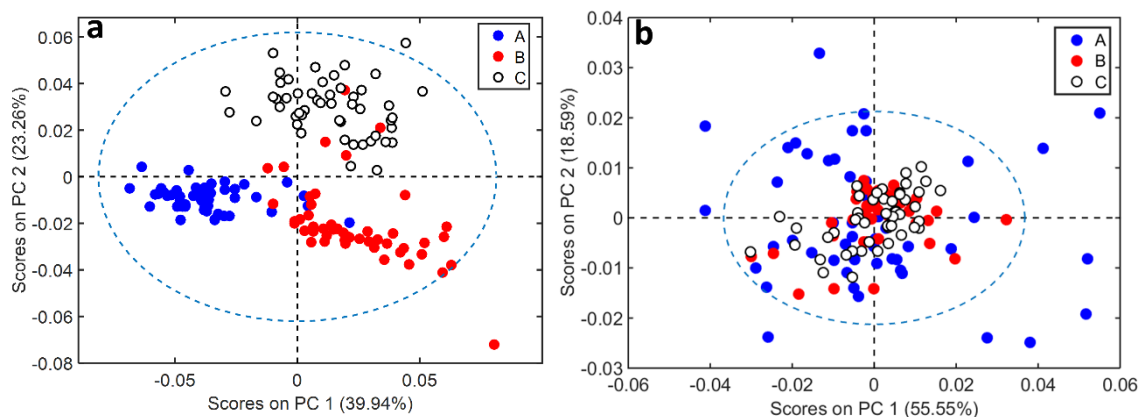 a
A
B
C
0.06
0.04
0.02
0
-0.02
-0.04
-0.06
-0.08
Scores on PC 2 (23.26%)
-0.05
0
0.05
Scores on PC 1 (39.94%)
b
A
B
C
0.04
0.03
0.02
0.01
0
-0.01
-0.02
-0.03
Scores on PC 2 (18.59%)
-0.06
-0.04
-0.02
0
0.02
0.04
0.06
Scores on PC 1 (55.55%)